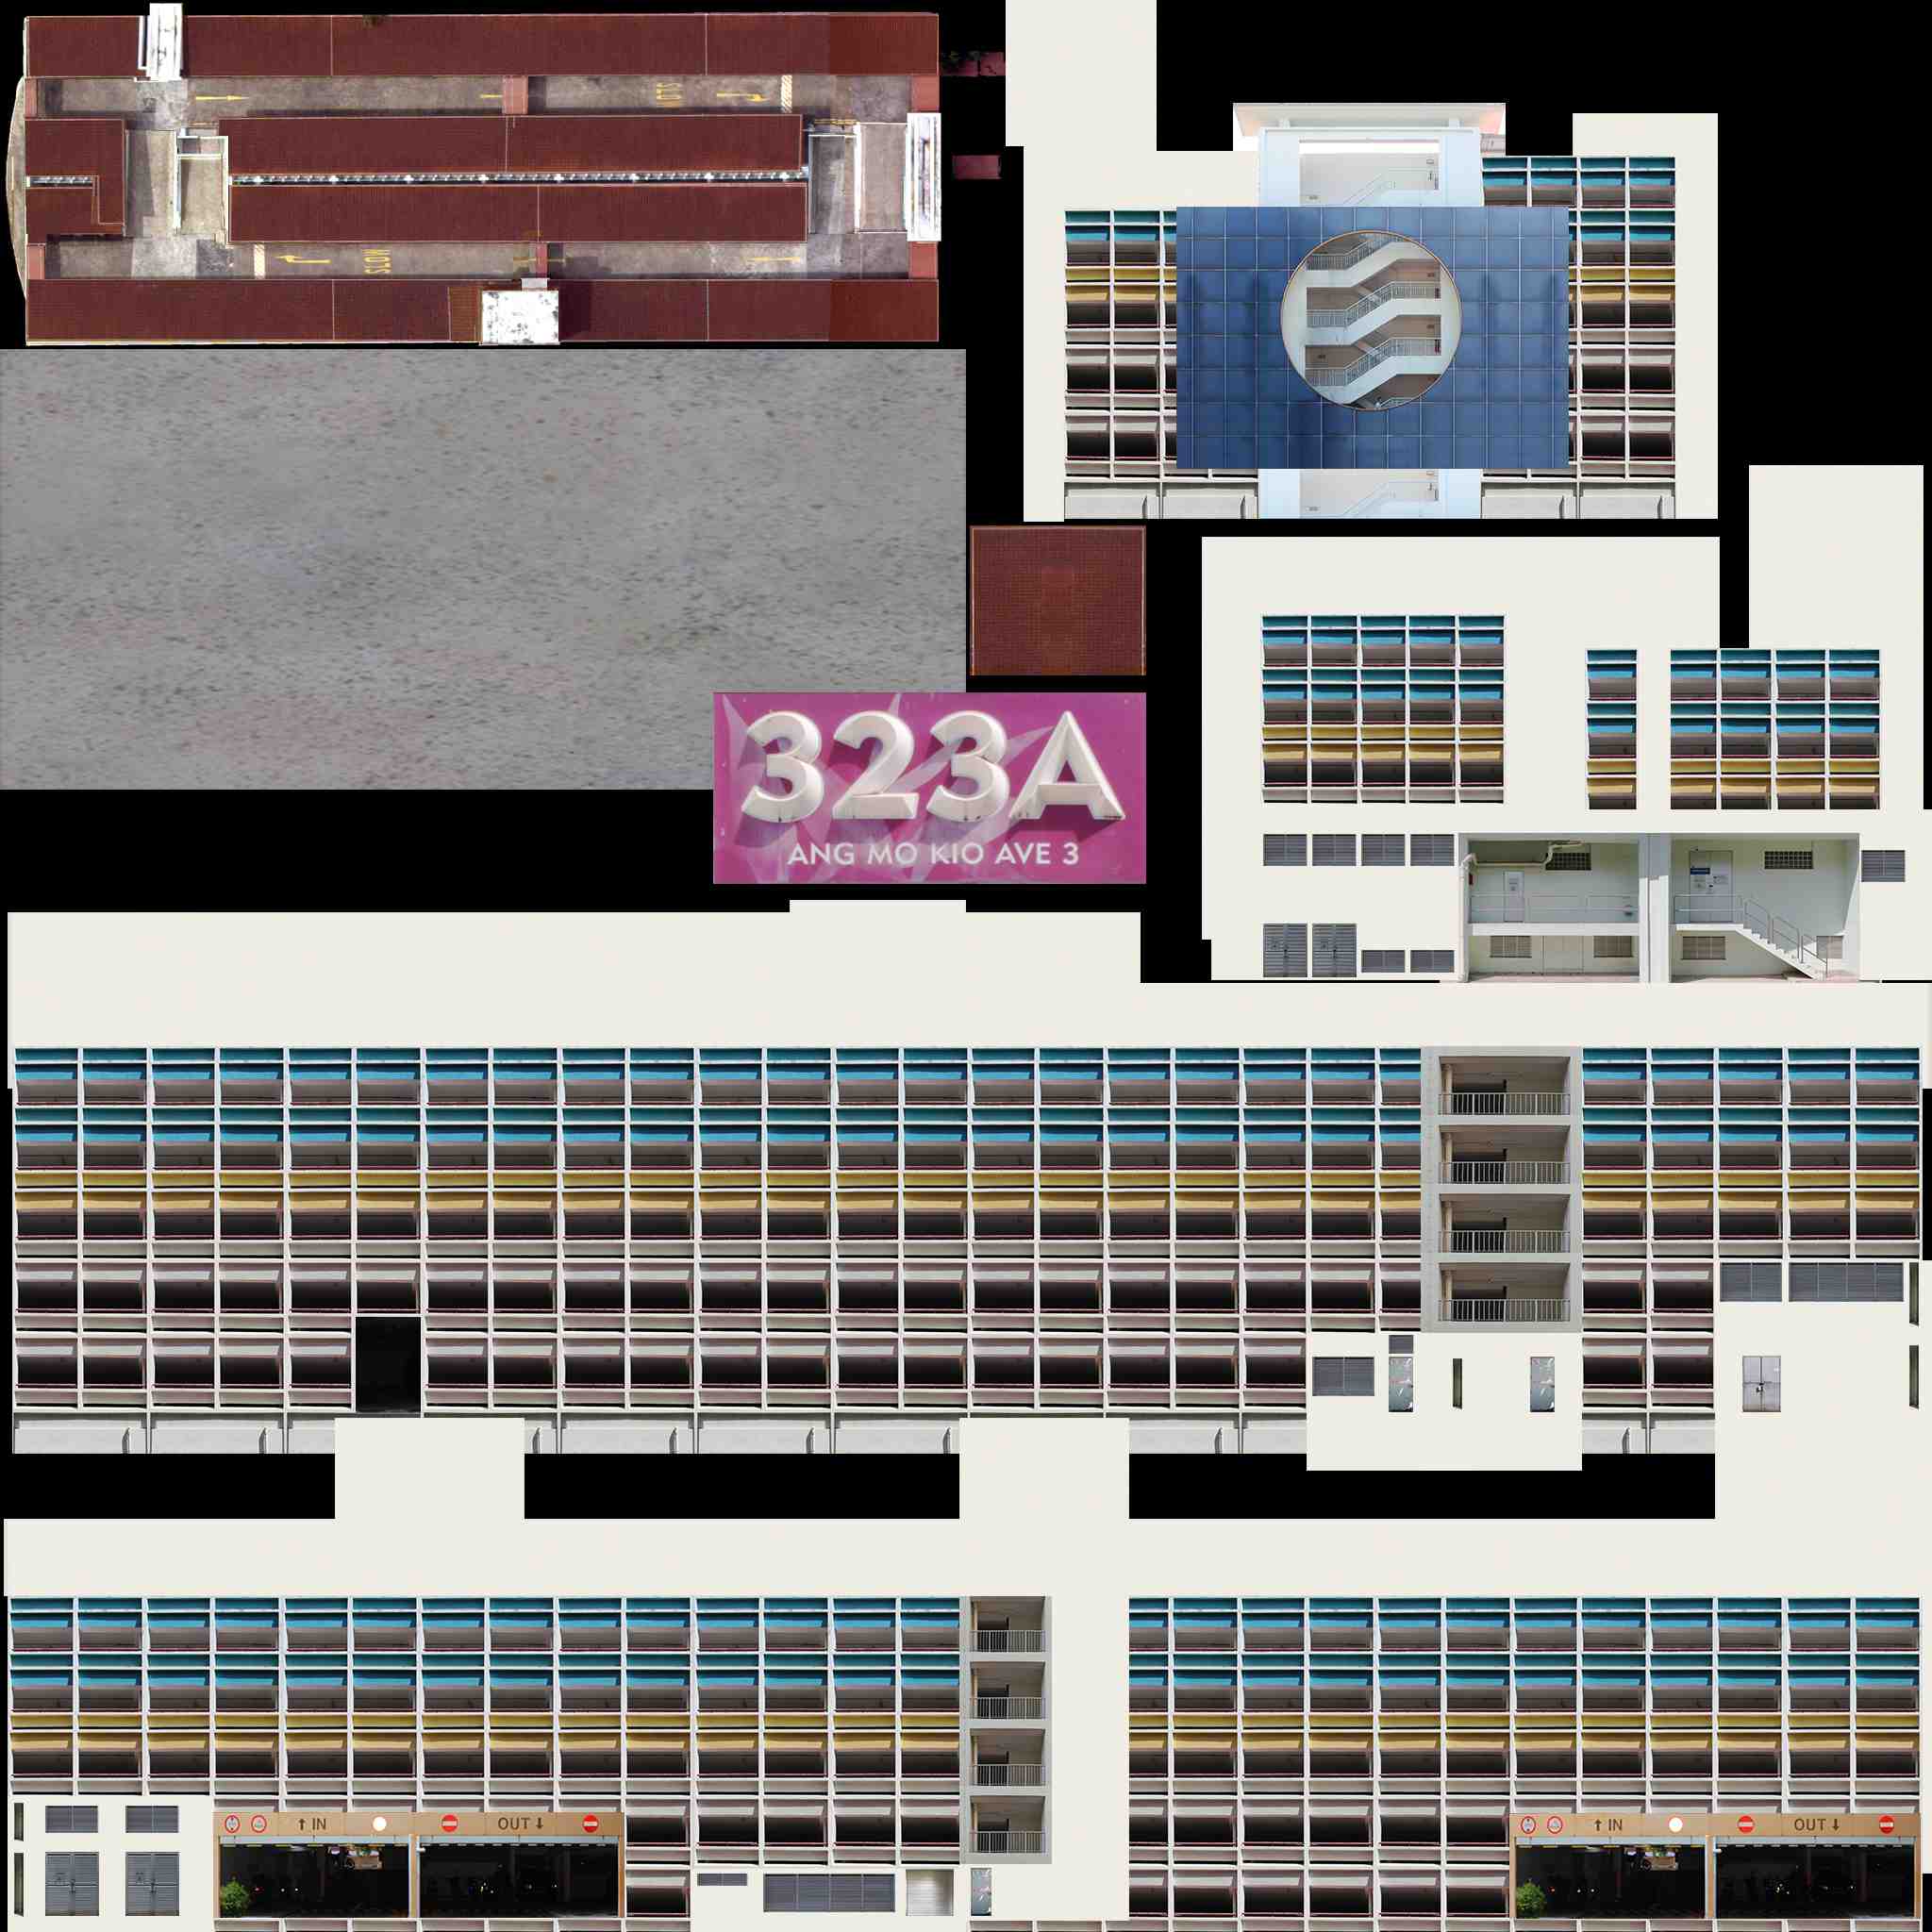 SLOW
SLOW
323A
ANG MO KIO AVE 3
↑ IN
OUT ↓
↑ IN
OUT ↓